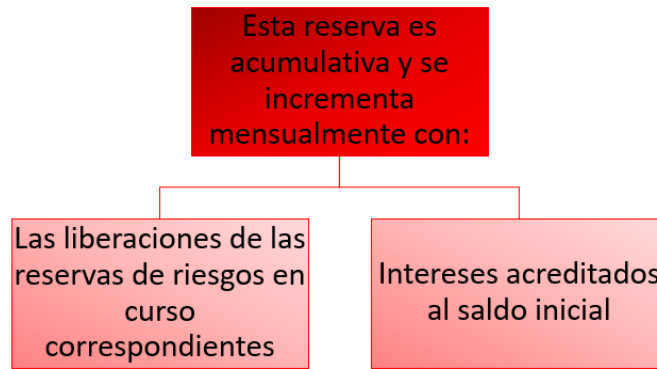 Esta reserva es
acumulativa y se
incrementa
mensualmente con:
Las liberaciones de las
reservas de riesgos en
curso
correspondientes
Intereses acreditados
al saldo inicial